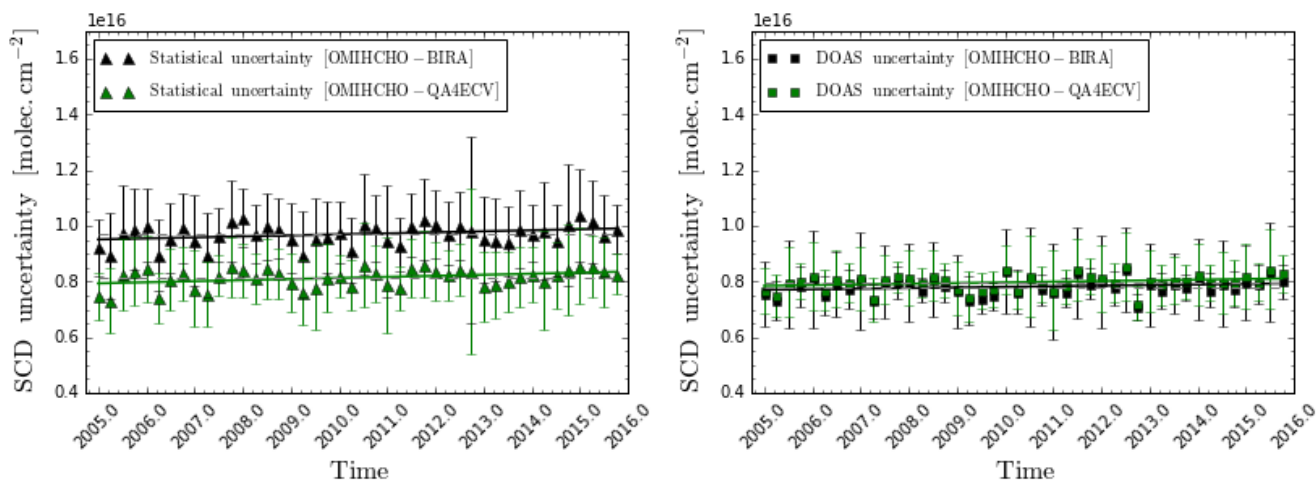 1e16
SCD uncertainty [molec.cm−2]
1.6
1.4
1.2
1.0
0.8
0.6
0.4
Statistical uncertainty [OMIHCHO−BIRA]
Statistical uncertainty [OMIHCHO−QA4ECV]
2005.0 2006.0 2007.0 2008.0 2009.0 2010.0 2011.0 2012.0 2013.0 2014.0 2015.0 2016.0
Time
1e16
SCD uncertainty [molec.cm−2]
1.6
1.4
1.2
1.0
0.8
0.6
0.4
DOAS uncertainty [OMIHCHO−BIRA]
DOAS uncertainty [OMIHCHO−QA4ECV]
2005.0 2006.0 2007.0 2008.0 2009.0 2010.0 2011.0 2012.0 2013.0 2014.0 2015.0 2016.0
Time